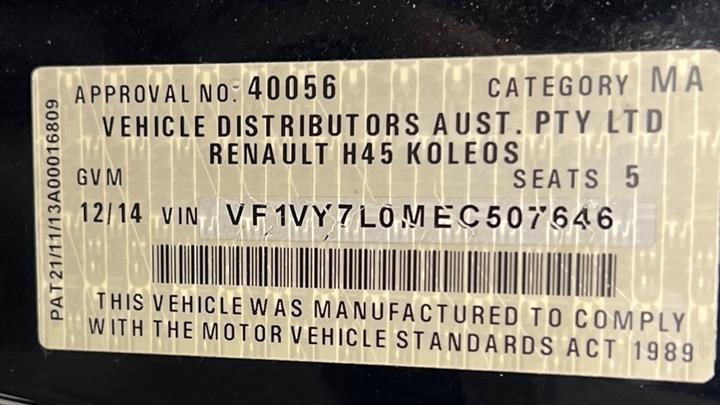 APPROVAL NO: 40056 CATEGORY MA
VEHICLE DISTRIBUTORS AUST. PTY LTD
RENAULT H45 KOLEOS
GVM SEATS 5
12/14 VIN VF1VY7L0MEC507646
THIS VEHICLE WAS MANUFACTURED TO COMPLY
WITH THE MOTOR VEHICLE STANDARDS ACT 1989
PAT21/11/13A00016809